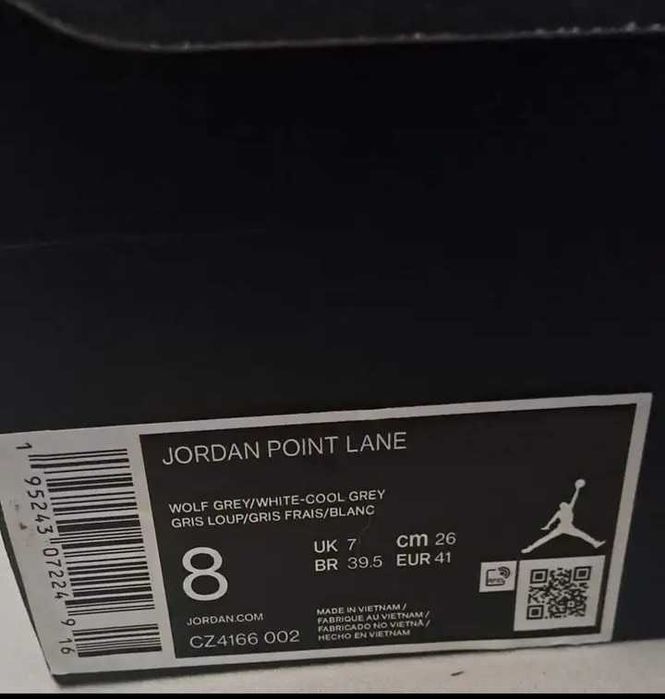 JORDAN POINT LANE
WOLF GREY/WHITE-COOL GREY
GRIS LOUP/GRIS FRAIS/BLANC
8
UK 7 cm 26
BR 39.5 EUR 41
JORDAN.COM
CZ4166 002
MADE IN VIETNAM /
FABRIQUE AU VIETNAM /
FABRICADO NO VIETNÃ /
HECHO EN VIETNAM
1 95243 07224 9 16